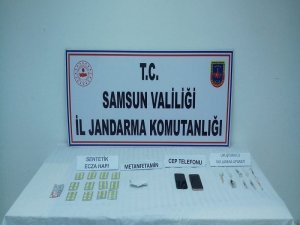 T.C.
SAMSUN VALİLİĞİ
İL JANDARMA KOMUTANLIĞI
SENTETİK
ECZA HAPI
METAMFETAMİN
CEP TELEFONU